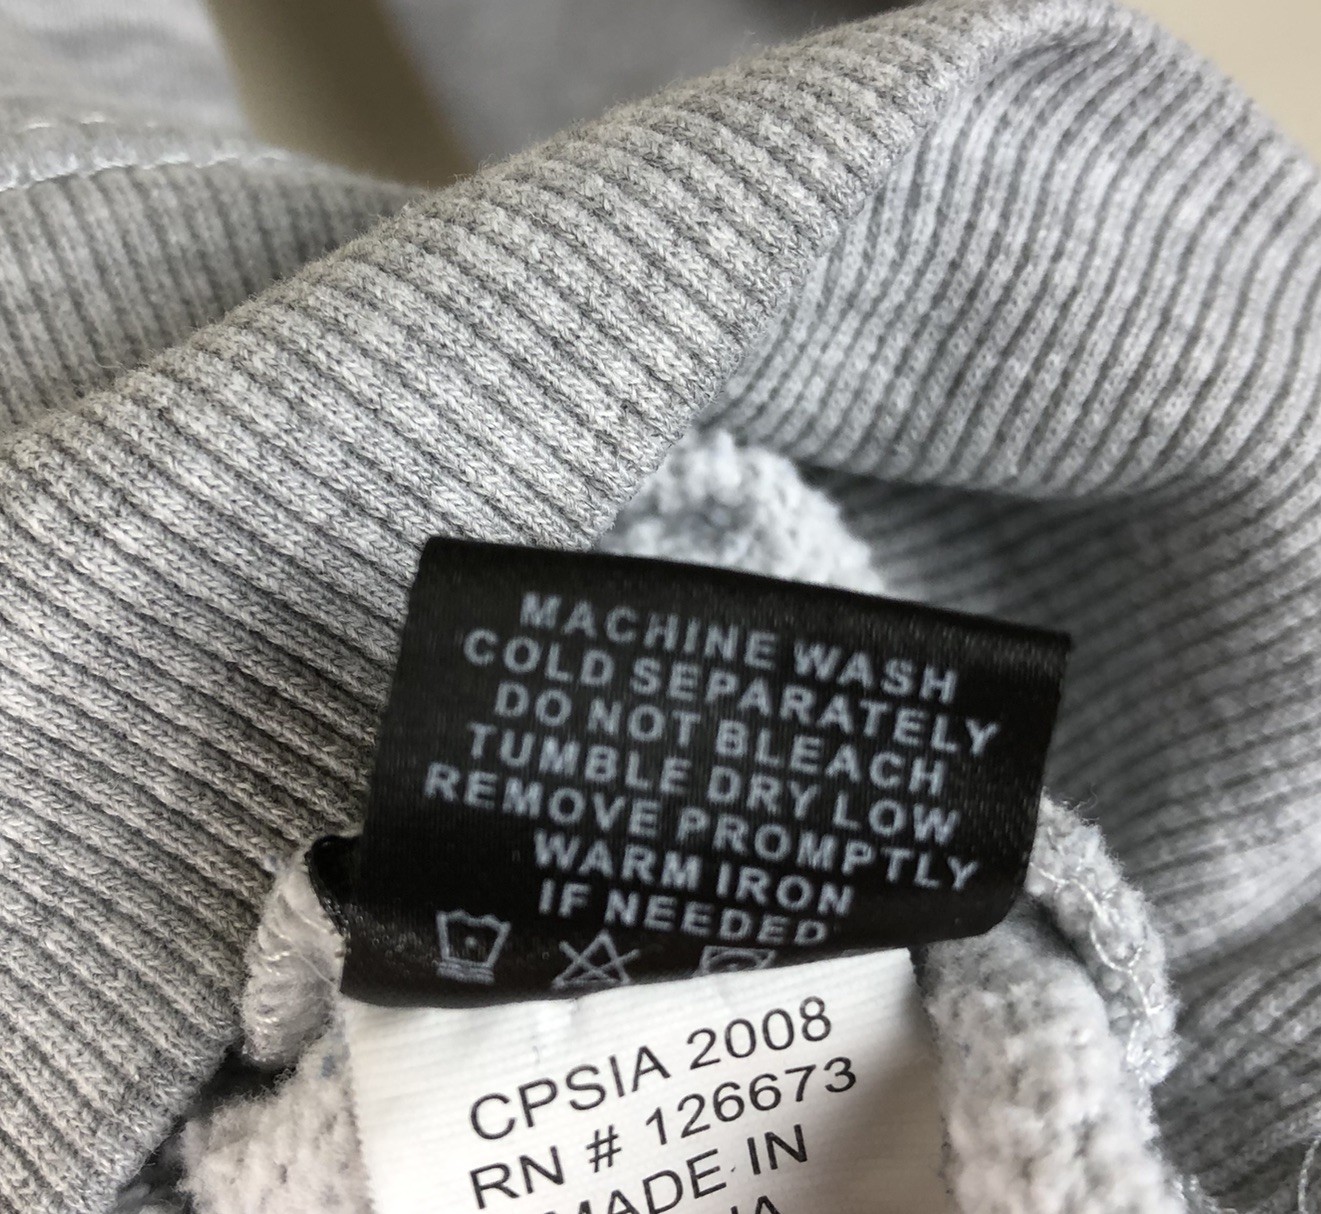 MACHINE WASH
COLD SEPARATELY
DO NOT BLEACH
TUMBLE DRY LOW
REMOVE PROMPTLY
WARM IRON
IF NEEDED
CPSIA 2008
RN # 126673
MADE IN